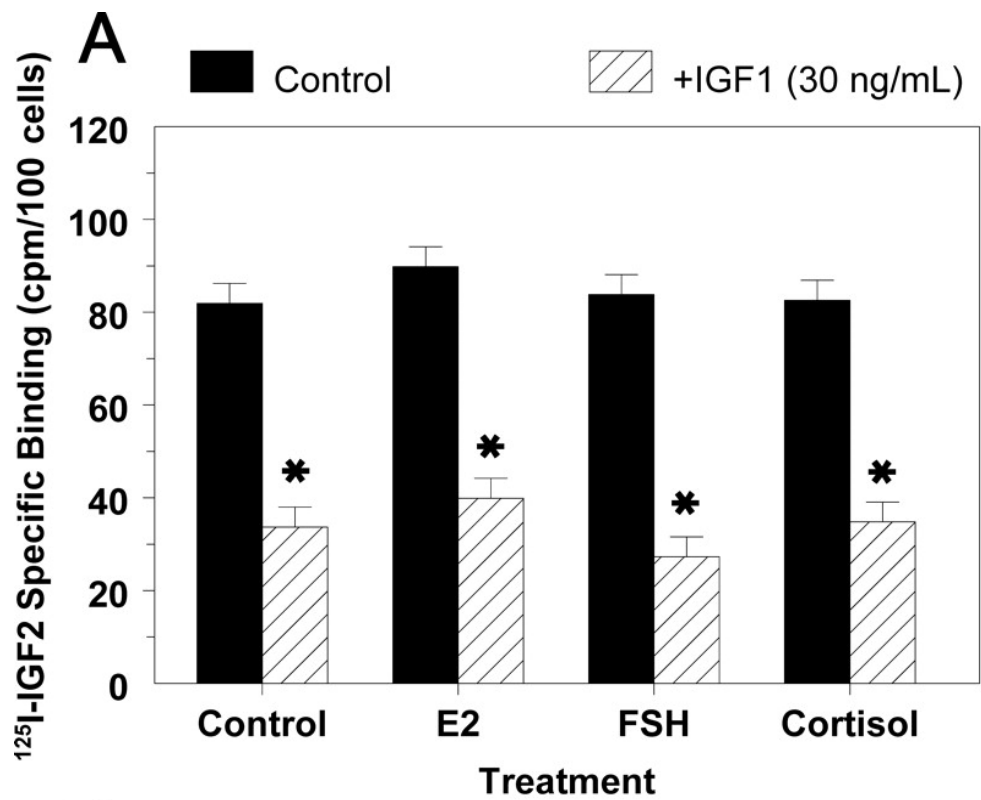 A
Control
+IGF1 (30 ng/mL)
125I-IGF2 Specific Binding (cpm/100 cells)
120
100
80
60
40
20
0
*
*
*
*
Control
E2
FSH
Cortisol
Treatment